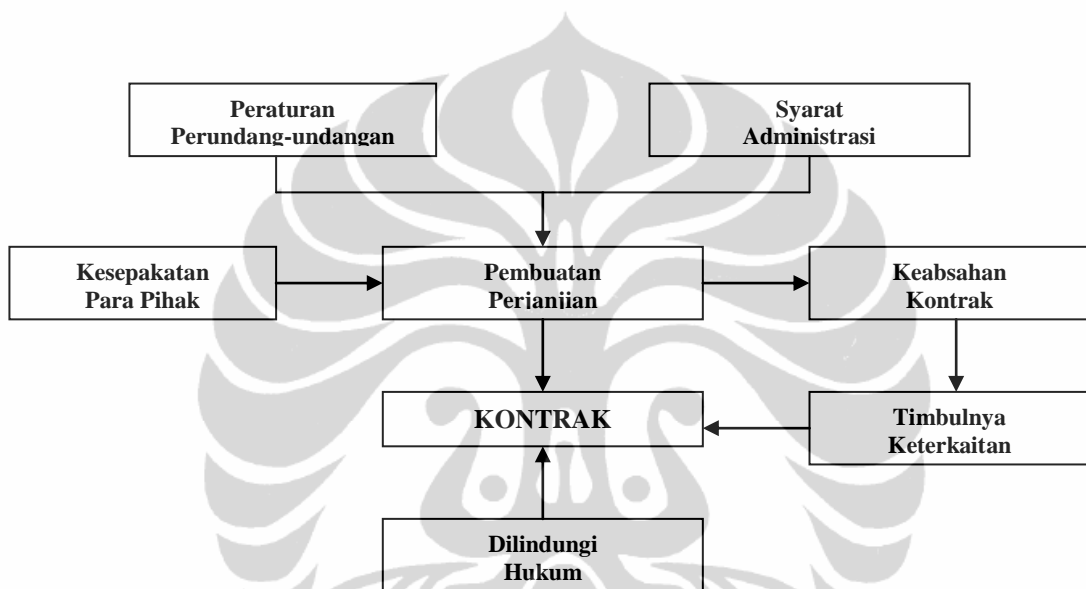 Peraturan
Perundang-undangan
Syarat
Administrasi
Kesepakatan
Para Pihak
Pembuatan
Perjanjian
Keabsahan
Kontrak
KONTRAK
Timbulnya
Keterkaitan
Dilindungi
Hukum